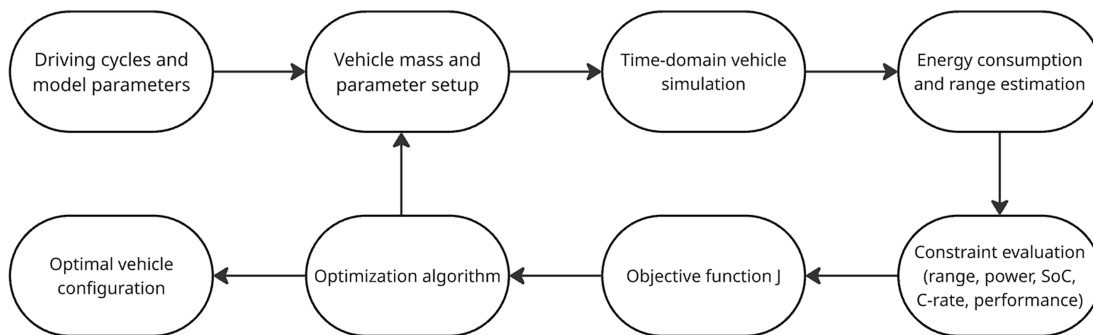 Driving cycles and
model parameters
Vehicle mass and
parameter setup
Time-domain vehicle
simulation
Energy consumption
and range estimation
Optimal vehicle
configuration
Optimization algorithm
Objective function J
Constraint evaluation
(range, power, SoC,
C-rate, performance)